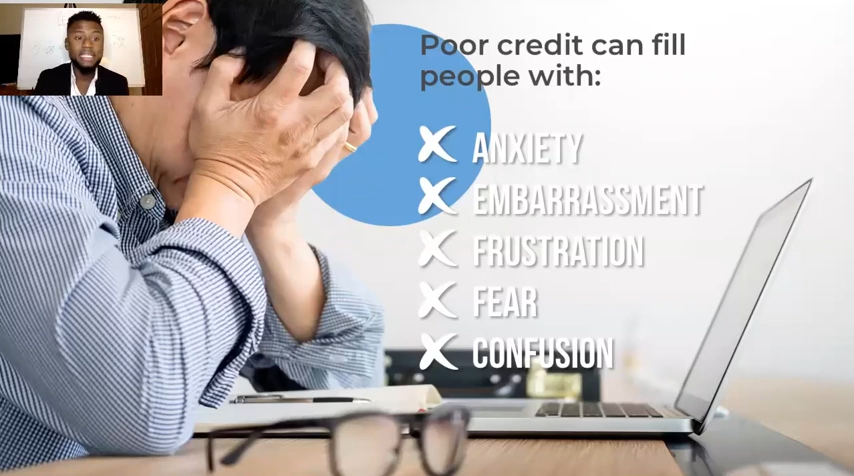 Poor credit can fill
people with:
ANXIETY
EMBARRASSMENT
FRUSTRATION
FEAR
CONFUSION